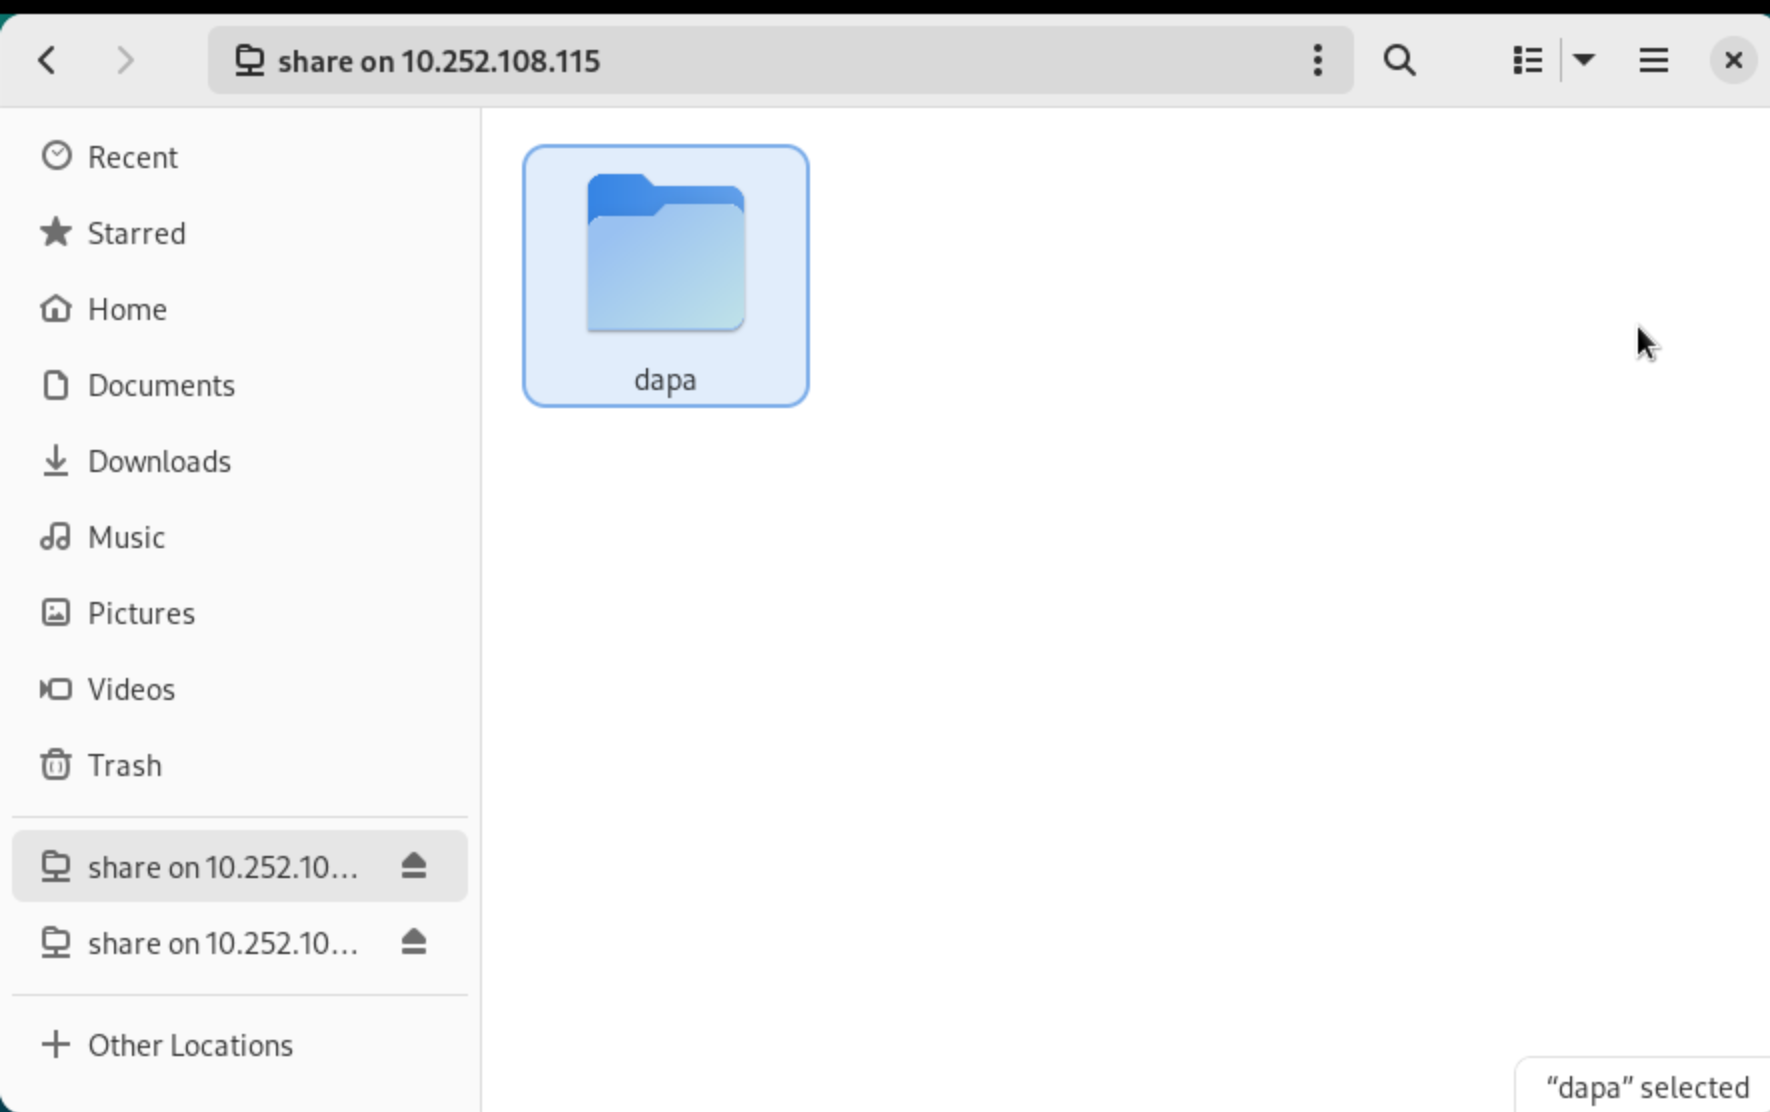 share on 10.252.108.115
Recent
Starred
Home
Documents
Downloads
Music
Pictures
Videos
Trash
share on 10.252.10...
share on 10.252.10...
Other Locations
dapa
“dapa” selected